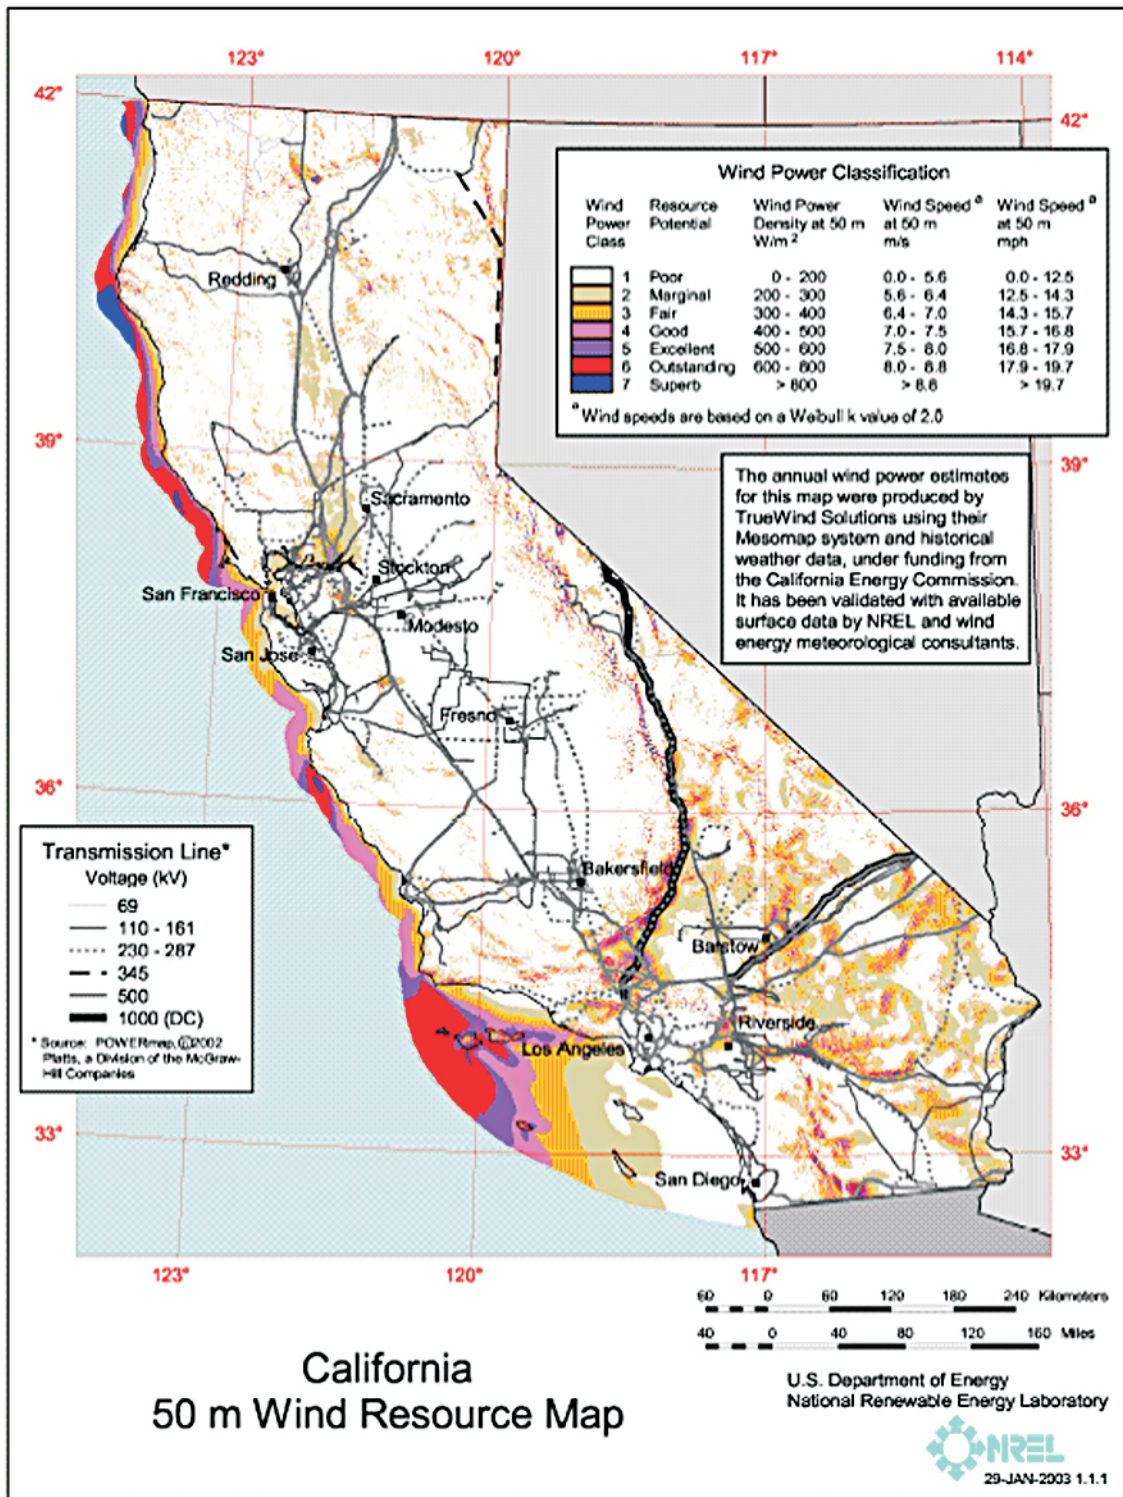 123°
120°
117°
114°
42°
42°
Wind Power Classification
Wind Power Class
Resource Potential
Wind Power Density at 50 m W/m 2
Wind Speed a at 50 m m/s
Wind Speed a at 50 m mph
1 Poor 0 - 200 0.0 - 5.6 0.0 - 12.5
2 Marginal 200 - 300 5.6 - 6.4 12.5 - 14.3
3 Fair 300 - 400 6.4 - 7.0 14.3 - 15.7
4 Good 400 - 500 7.0 - 7.5 15.7 - 16.8
5 Excellent 500 - 600 7.5 - 8.0 16.8 - 17.9
6 Outstanding 600 - 800 8.0 - 8.8 17.9 - 19.7
7 Superb > 800 > 8.8 > 19.7
a Wind speeds are based on a Weibull k value of 2.0
Redding
39°
39°
The annual wind power estimates
for this map were produced by
TrueWind Solutions using their
Mesomap system and historical
weather data, under funding from
the California Energy Commission.
It has been validated with available
surface data by NREL and wind
energy meteorological consultants.
Sacramento
Stockton
San Francisco
Modesto
San Jose
Fresno
36°
36°
Transmission Line*
Voltage (kV)
69
110 - 161
230 - 287
345
500
1000 (DC)
* Source: POWERmap, ©2002
Platts, a Division of the McGraw-
Hill Companies
Bakersfield
Barstow
Riverside
Los Angeles
33°
33°
San Diego
123°
120°
117°
60 0 60 120 180 240 Kilometers
40 0 40 80 120 160 Miles
California
50 m Wind Resource Map
U.S. Department of Energy
National Renewable Energy Laboratory
NREL
29-JAN-2003 1.1.1